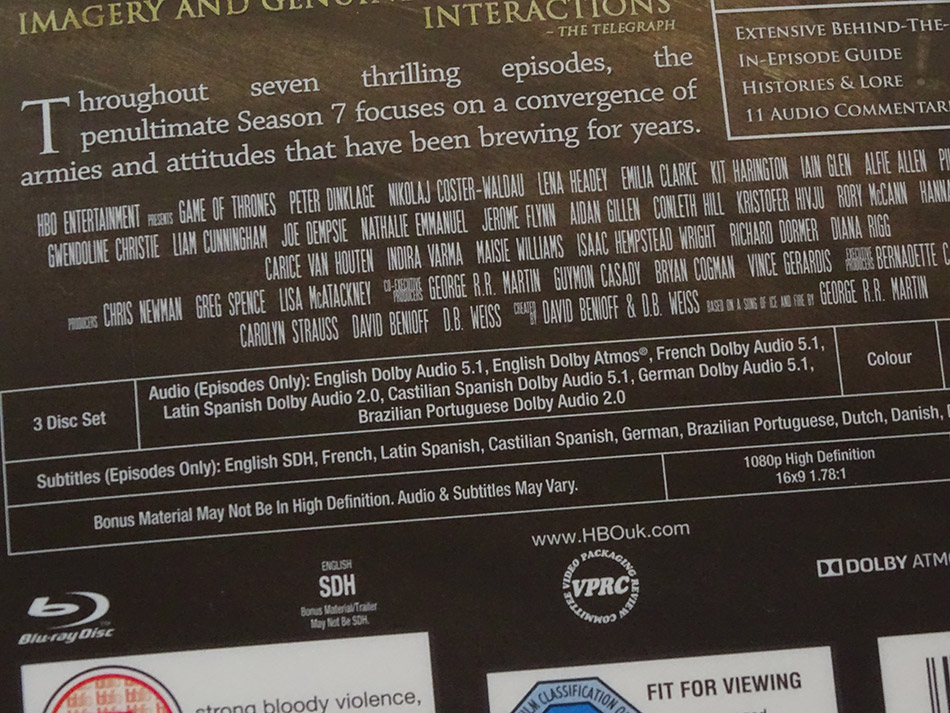 IMAGERY AND GENUI
INTERACTIONS
- THE TELEGRAPH
Throughout seven thrilling episodes, the
penultimate Season 7 focuses on a convergence of
armies and attitudes that have been brewing for years.
EXTENSIVE BEHIND-THE-
IN-EPISODE GUIDE
HISTORIES & LORE
11 AUDIO COMMENTAR
HBO ENTERTAINMENT PRESENTS GAME OF THRONES PETER DINKLAGE NIKOLAJ COSTER-WALDAU LENA HEADEY EMILIA CLARKE KIT HARINGTON IAIN GLEN ALFIE ALLEN
GWENDOLINE CHRISTIE LIAM CUNNINGHAM JOE DEMPSIE NATHALIE EMMANUEL JEROME FLYNN AIDAN GILLEN CONLETH HILL KRISTOFER HIVJU RORY McCANN HANN
CARICE VAN HOUTEN INDIRA VARMA MAISIE WILLIAMS ISAAC HEMPSTEAD WRIGHT RICHARD DORMER DIANA RIGG
PRODUCERS CHRIS NEWMAN GREG SPENCE LISA McATACKNEY CO-EXECUTIVE PRODUCERS GEORGE R.R. MARTIN GUYMON CASADY BRYAN COGMAN VINCE GERARDIS EXECUTIVE PRODUCERS BERNADETTE C
CAROLYN STRAUSS DAVID BENIOFF D.B. WEISS CREATED BY DAVID BENIOFF & D.B. WEISS BASED ON A SONG OF ICE AND FIRE BY GEORGE R.R. MARTIN
3 Disc Set
Audio (Episodes Only): English Dolby Audio 5.1, English Dolby Atmos®, French Dolby Audio 5.1,
Latin Spanish Dolby Audio 2.0, Castilian Spanish Dolby Audio 5.1, German Dolby Audio 5.1,
Brazilian Portuguese Dolby Audio 2.0
Colour
Subtitles (Episodes Only): English SDH, French, Latin Spanish, Castilian Spanish, German, Brazilian Portuguese, Dutch, Danish,
Bonus Material May Not Be In High Definition. Audio & Subtitles May Vary.
1080p High Definition
16x9 1.78:1
www.HBOuk.com
Blu-ray Disc
ENGLISH
SDH
Bonus Material/Trailer
May Not Be SDH.
VIDEO PACKAGING REVIEW COMMITTEE
VPRC
DOLBY ATMO
strong bloody violence,
LM CLASSIFICATION O
FIT FOR VIEWING